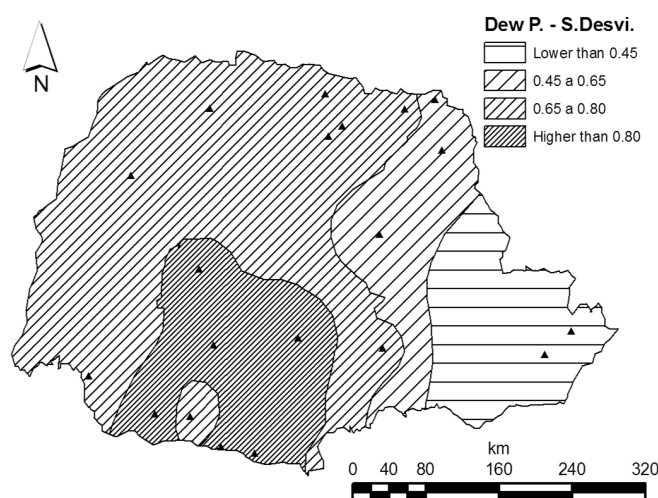 Dew P. - S.Desvi.
Lower than 0.45
0.45 a 0.65
0.65 a 0.80
Higher than 0.80
N
km
0 40 80 160 240 320